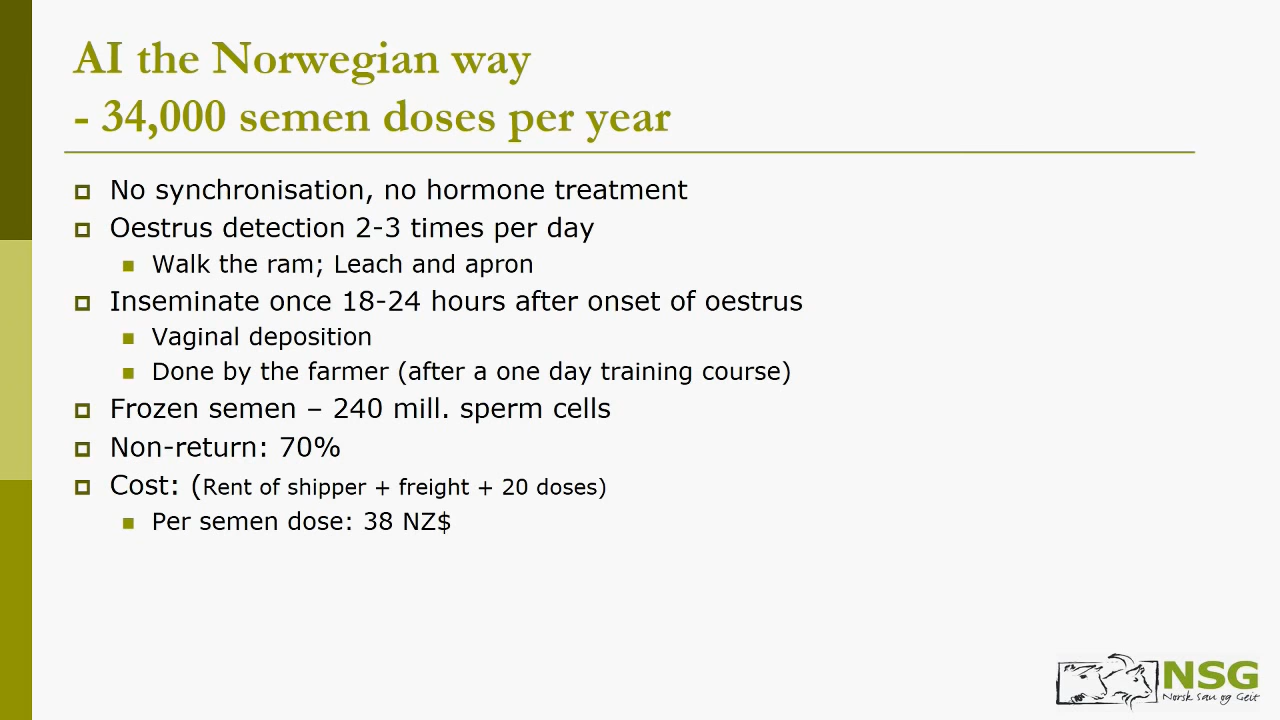 AI the Norwegian way
- 34,000 semen doses per year
No synchronisation, no hormone treatment
Oestrus detection 2-3 times per day
Walk the ram; Leach and apron
Inseminate once 18-24 hours after onset of oestrus
Vaginal deposition
Done by the farmer (after a one day training course)
Frozen semen – 240 mill. sperm cells
Non-return: 70%
Cost: (Rent of shipper + freight + 20 doses)
Per semen dose: 38 NZ$
NSG
Norsk Sau og Geit